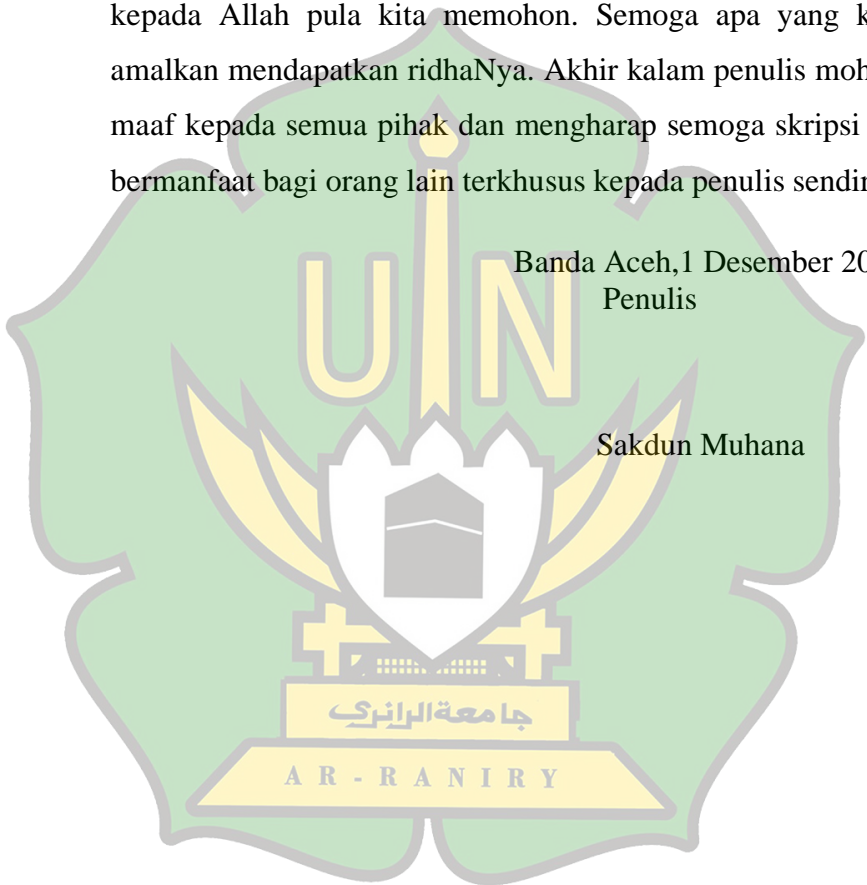 kepada Allah pula kita memohon. Semoga apa yang
amalkan mendapatkan ridhaNya. Akhir kalam penulis
maaf kepada semua pihak dan mengharap semoga skripsi
bermanfaat bagi orang lain terkhusus kepada penulis
Banda Aceh,1 Desember
Penulis
UIN
Sakdun Muhana
جامعة الرانري
AR-RANIRY